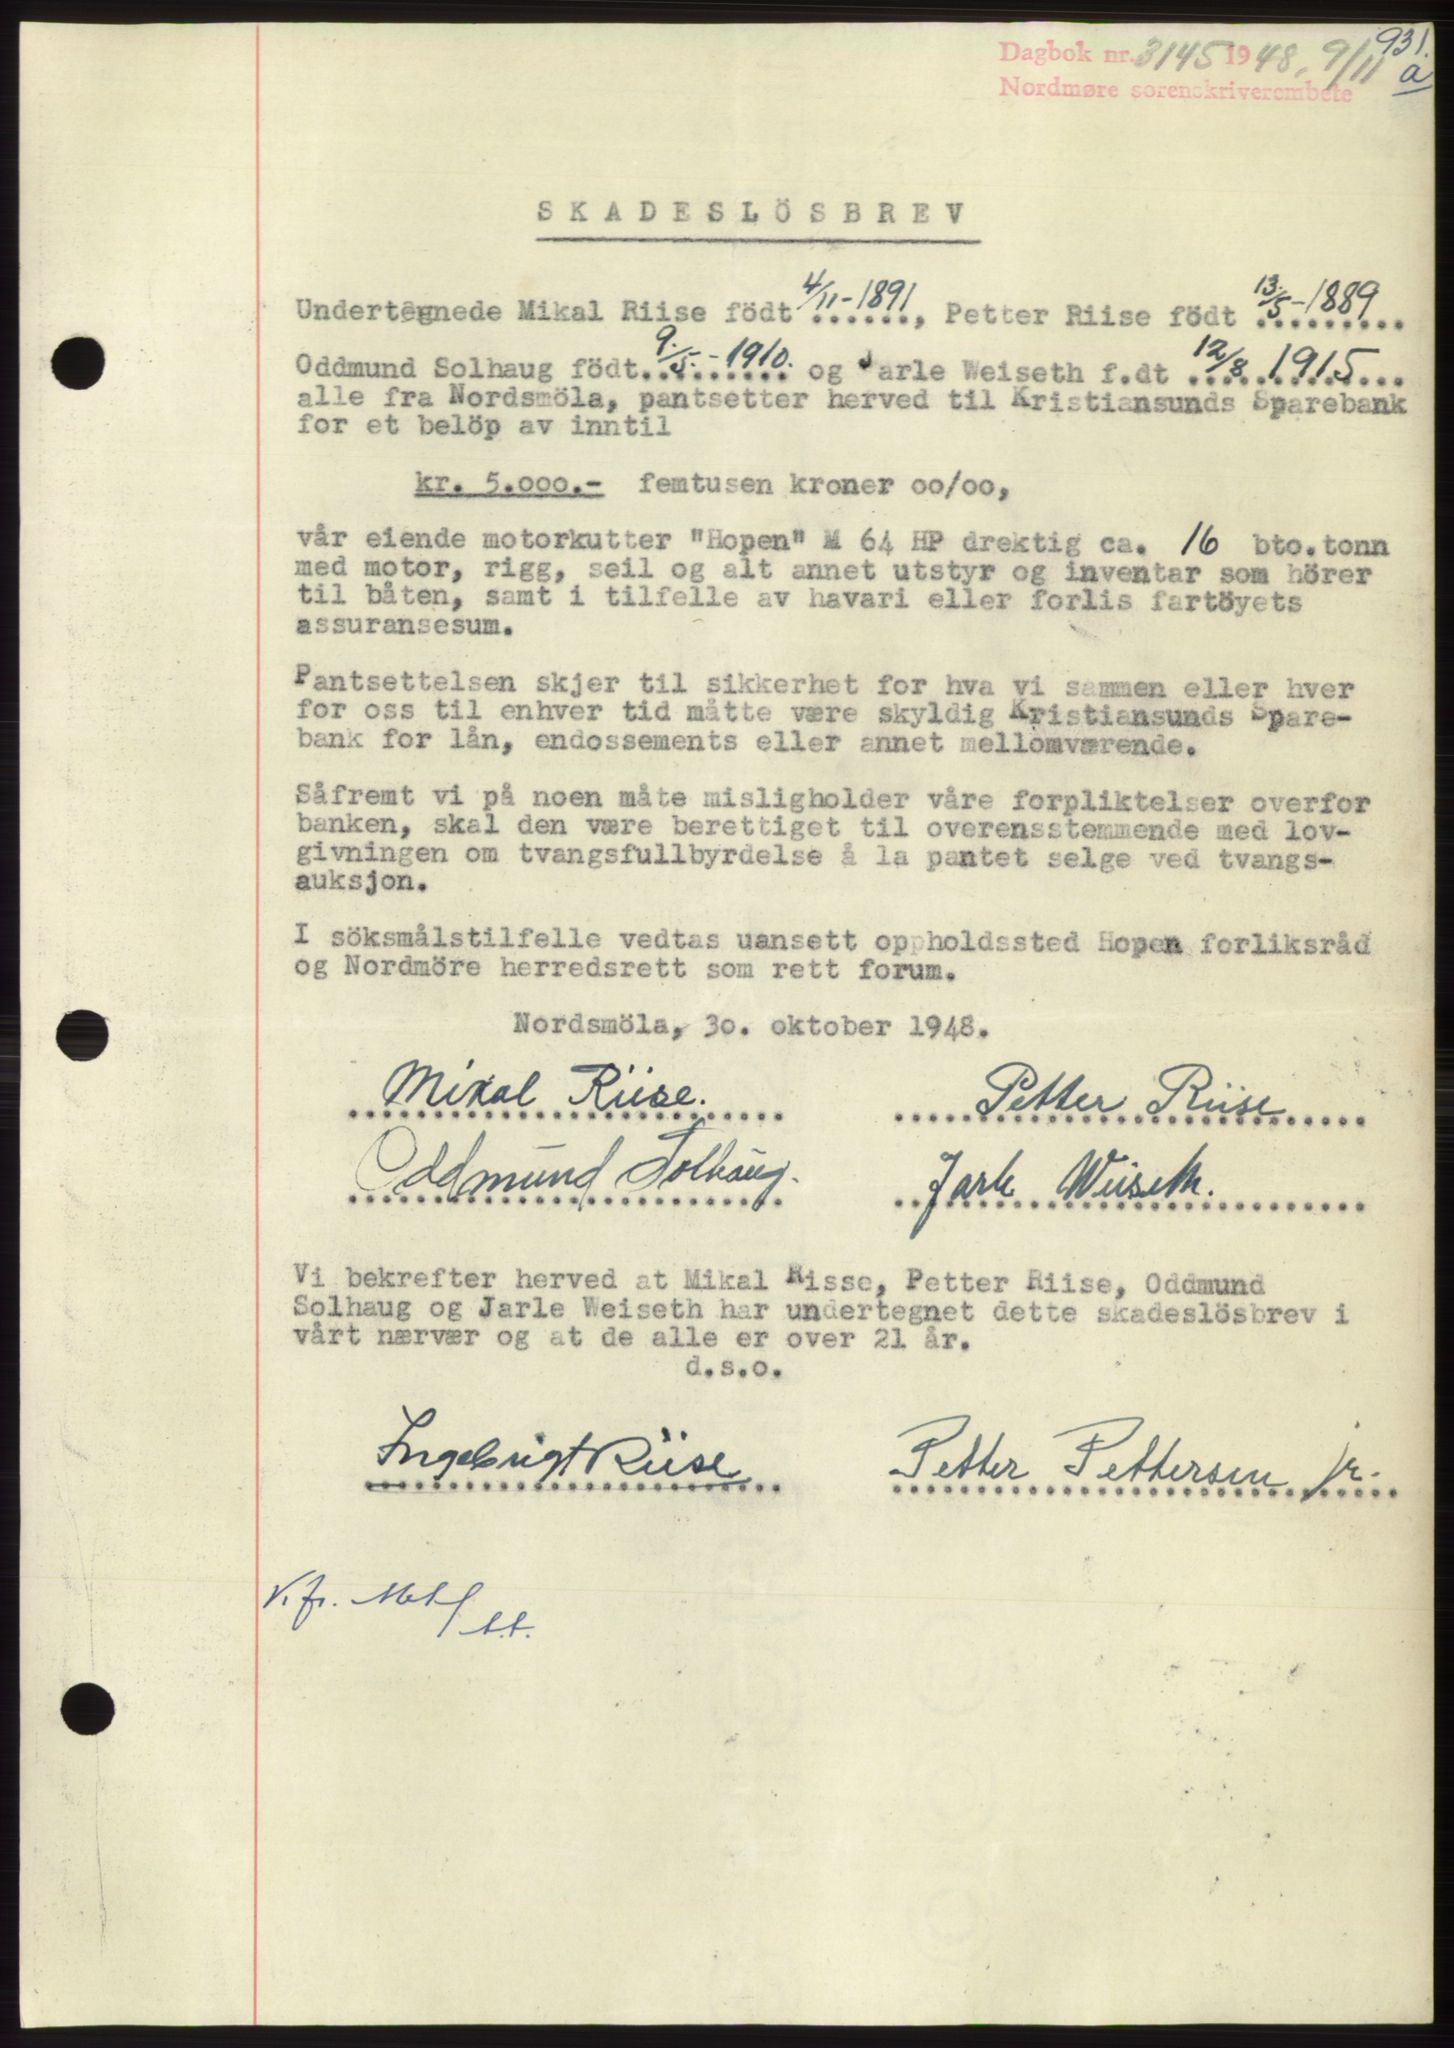 931.
a
Dagbok nr. 3145 1948, 9/11
Nordmøre sorenskriverembete
SKADESLÖSBREV
Undertegnede Mikal Riise födt 4/11-1891, Petter Riise födt 13/5-1889
Oddmund Solhaug födt 9/5-1910. og Jarle Weiseth f.dt 12/8 1915
alle fra Nordsmöla, pantsetter herved til Kristiansunds Sparebank
for et belöp av inntil
kr. 5.000.- femtusen kroner oo/oo,
vår eiende motorkutter "Hopen" M 64 HP drektig ca. 16 bto.tonn
med motor, rigg, seil og alt annet utstyr og inventar som hörer
til båten, samt i tilfelle av havari eller forlis fartöyets
assuransesum.
Pantsettelsen skjer til sikkerhet for hva vi sammen eller hver
for oss til enhver tid måtte være skyldig Kristiansunds Spare-
bank for lån, endossements eller annet mellomværende.
Såfremt vi på noen måte misligholder våre forpliktelser overfor
banken, skal den være berettiget til overensstemmende med lov-
givningen om tvangsfullbyrdelse å la pantet selge ved tvangs-
auksjon.
I söksmålstilfelle vedtas uansett oppholdssted Hopen forliksråd
og Nordmöre herredsrett som rett forum.
Nordsmöla, 30. oktober 1948.
Mikal Riise. Petter Riise
Oddmund Solhaug. Jarle Weiseth.
Vi bekrefter herved at Mikal Risse, Petter Riise, Oddmund
Solhaug og Jarle Weiseth har undertegnet dette skadeslösbrev i
vårt nærvær og at de alle er over 21 år.
d.s.o.
Ingebrigt Riise Petter Pettersen jr.